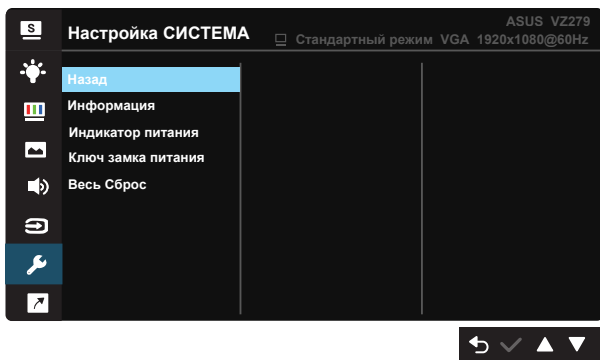 S
Настройка СИСТЕМА
ASUS VZ279
Стандартный режим VGA 1920x1080@60Hz
Назад
Информация
Индикатор питания
Ключ замка питания
Весь Сброс